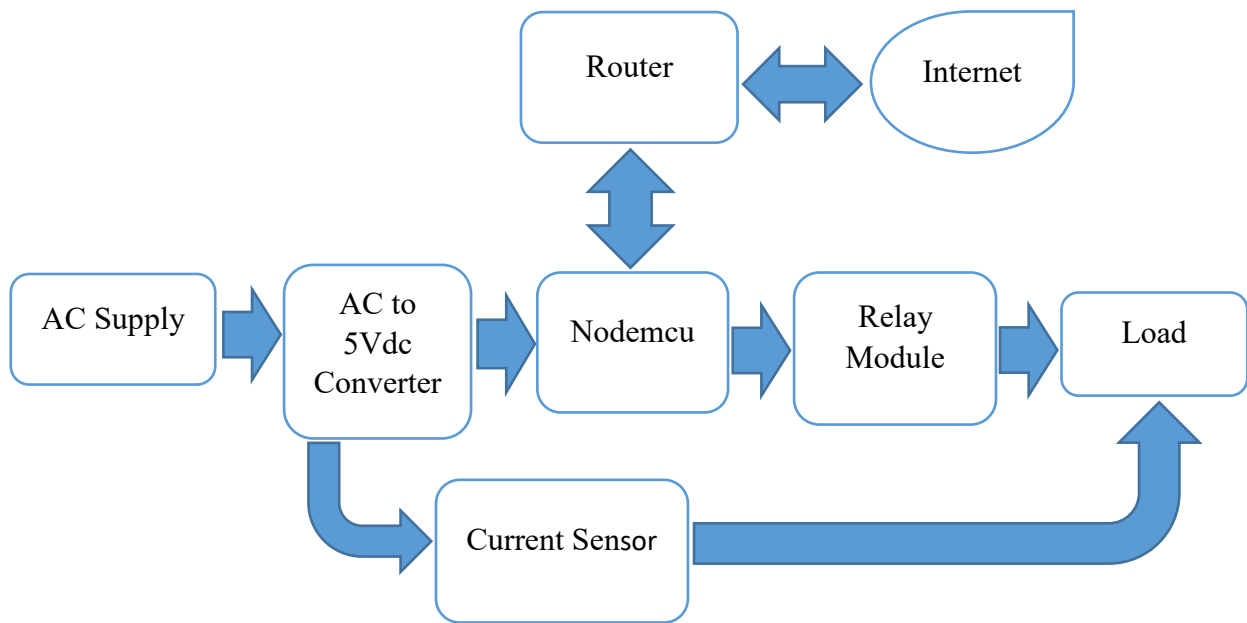 Router
Internet
AC Supply
AC to
5Vdc
Converter
Nodemcu
Relay
Module
Load
Current Sensor